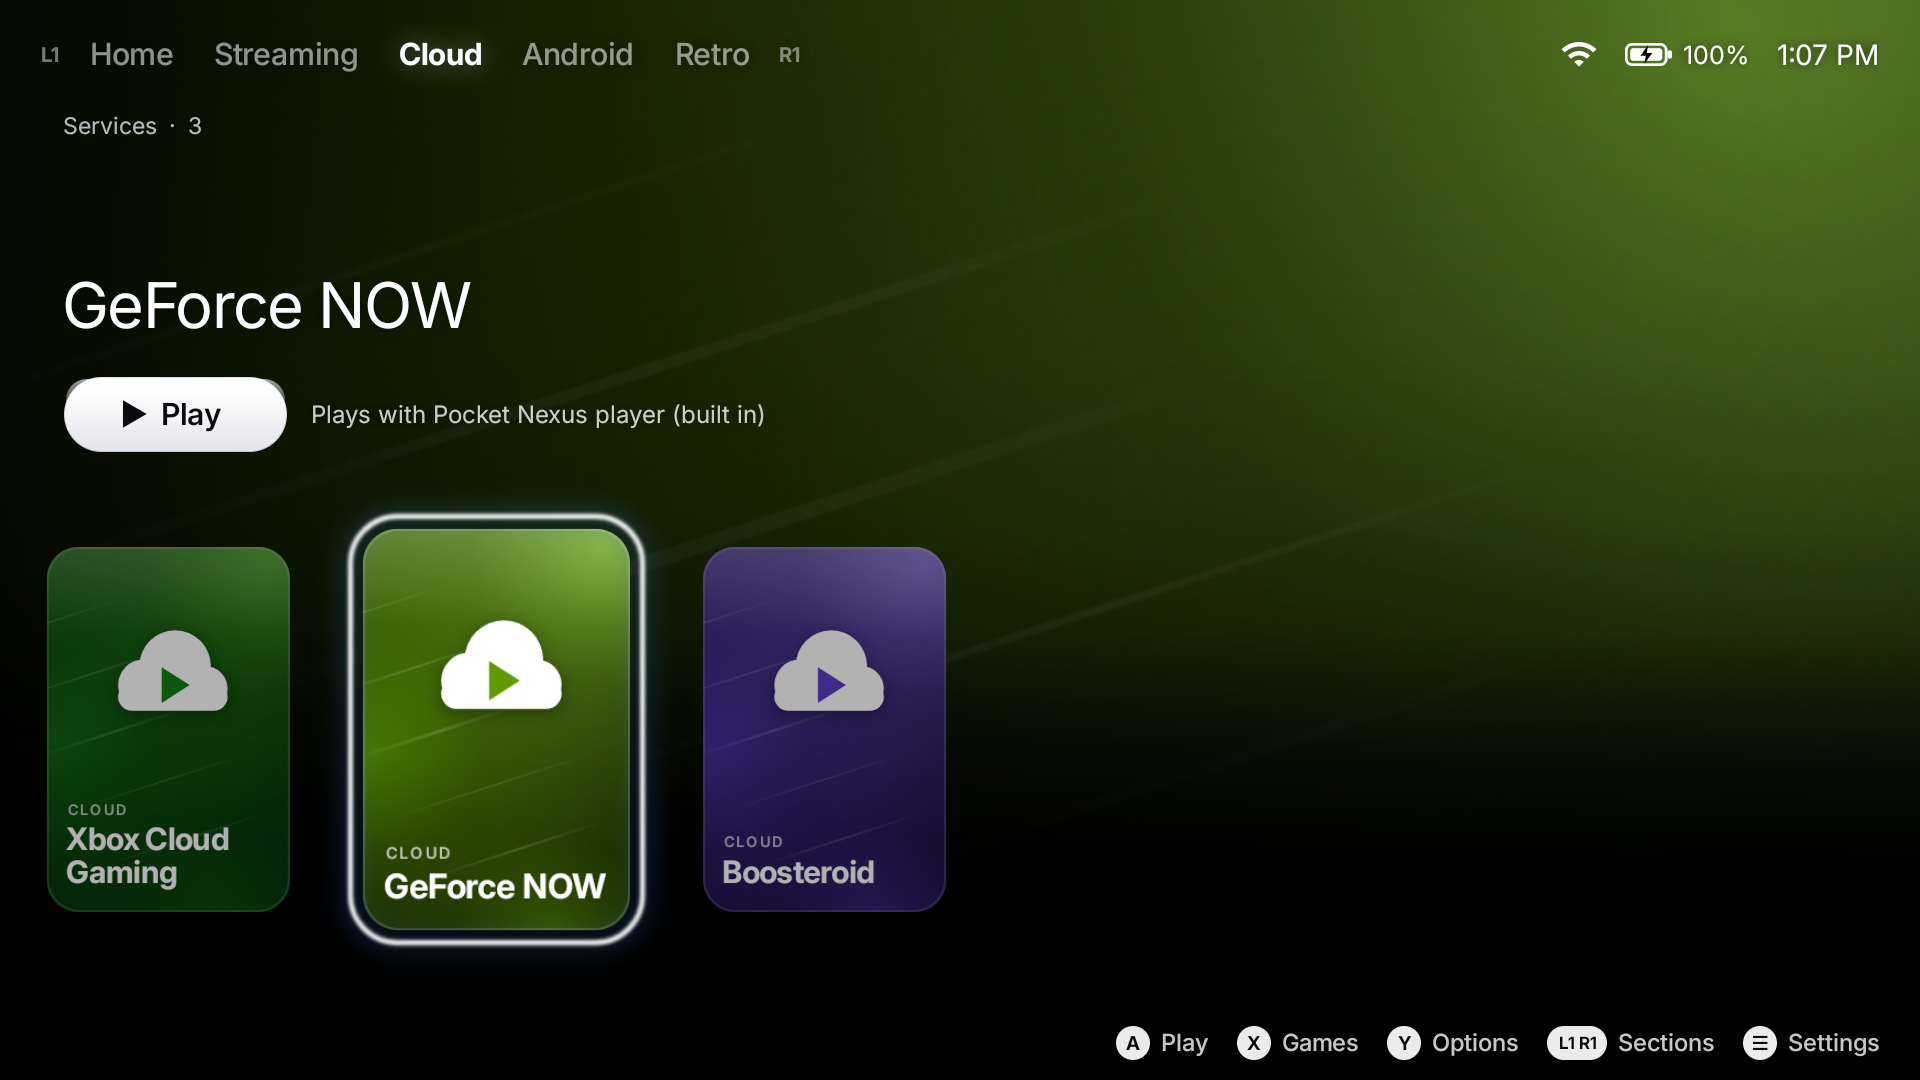 L1 Home Streaming Cloud Android Retro R1
100% 1:07 PM
Services · 3
GeForce NOW
Play
Plays with Pocket Nexus player (built in)
CLOUD
Xbox Cloud
Gaming
CLOUD
GeForce NOW
CLOUD
Boosteroid
A Play X Games Y Options L1 R1 Sections Settings